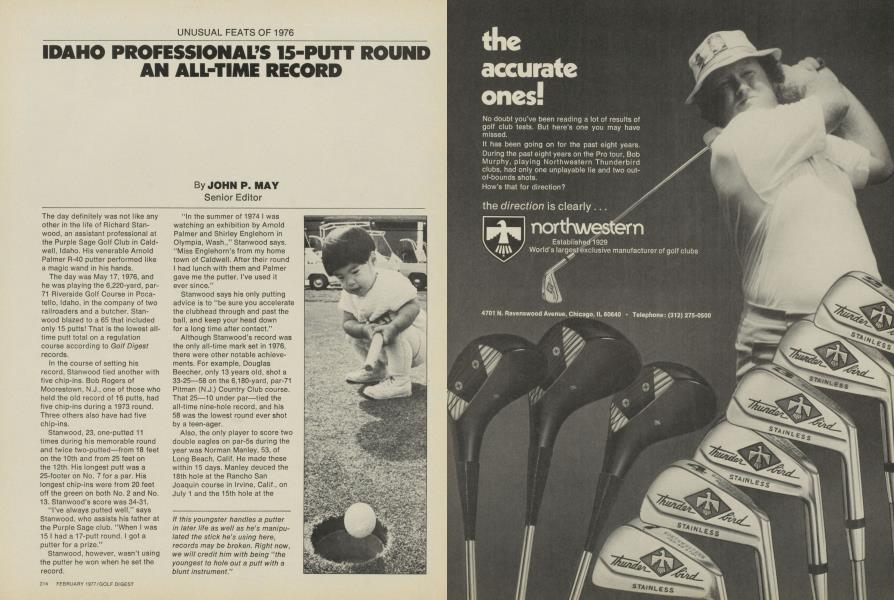 UNUSUAL FEATS OF 1976
IDAHO PROFESSIONAL'S 15-PUTT ROUND
AN ALL-TIME RECORD
By JOHN P. MAY
Senior Editor
The day definitely was not like any
other in the life of Richard Stan-
wood, an assistant professional at
the Purple Sage Golf Club in Cald-
well, Idaho. His venerable Arnold
Palmer R-40 putter performed like
a magic wand in his hands.
The day was May 17, 1976, and
he was playing the 6,220-yard, par-
71 Riverside Golf Course in Poca-
tello, Idaho, in the company of two
railroaders and a butcher. Stan-
wood blazed to a 65 that included
only 15 putts! That is the lowest all-
time putt total on a regulation
course according to Golf Digest
records.
In the course of setting his
record, Stanwood tied another with
five chip-ins. Bob Rogers of
Moorestown, N.J., one of those who
held the old record of 16 putts, had
five chip-ins during a 1973 round.
Three others also have had five
chip-ins.
Stanwood, 23, one-putted 11
times during his memorable round
and twice two-putted—from 18 feet
on the 10th and from 25 feet on
the 12th. His longest putt was a
25-footer on No. 7 for a par. His
longest chip-ins were from 20 feet
off the green on both No. 2 and No.
13. Stanwood's score was 34-31.
"I've always putted well," says
Stanwood, who assists his father at
the Purple Sage club. "When I was
15 I had a 17-putt round. I got a
putter for a prize."
Stanwood, however, wasn't using
the putter he won when he set the
record.
"In the summer of 1974 I was
watching an exhibition by Arnold
Palmer and Shirley Englehorn in
Olympia, Wash.," Stanwood says.
"Miss Englehorn's from my home
town of Caldwell. After their round
I had lunch with them and Palmer
gave me the putter. I've used it
ever since."
Stanwood says his only putting
advice is to "be sure you accelerate
the clubhead through and past the
ball, and keep your head down
for a long time after contact."
Although Stanwood's record was
the only all-time mark set in 1976,
there were other notable achieve-
ments. For example, Douglas
Beecher, only 13 years old, shot a
33-25—58 on the 6,180-yard, par-71
Pitman (N.J.) Country Club course.
That 25—10 under par—tied the
all-time nine-hole record, and his
58 was the lowest round ever shot
by a teen-ager.
Also, the only player to score two
double eagles on par-5s during the
year was Norman Manley, 53, of
Long Beach, Calif. He made these
within 15 days. Manley deuced the
18th hole at the Rancho San
Joaquin course in Irvine, Calif., on
July 1 and the 15th hole at the
If this youngster handles a putter
in later life as well as he's manipu-
lated the stick he's using here,
records may be broken. Right now,
we will credit him with being "the
youngest to hole out a putt with a
blunt instrument."
214 FEBRUARY 1977/GOLF DIGEST
the
accurate
ones!
No doubt you've been reading a lot of results of
golf club tests. But here's one you may have
missed.
It has been going on for the past eight years.
During the past eight years on the Pro tour, Bob
Murphy, playing Northwestern Thunderbird
clubs, had only one unplayable lie and two out-
of-bounds shots.
How's that for direction?
the direction is clearly . . .
northwestern
Established 1929
World's largest exclusive manufacturer of golf clubs
4701 N. Ravenswood Avenue, Chicago, IL 60640 • Telephone: (312) 275-0500
Thunder bird
STAINLESS
Thunder bird
STAINLESS
Thunder bird
STAINLESS
Thunder bird
STAINLESS
Thunder bird
STAINLESS
Thunder bird
STAINLESS